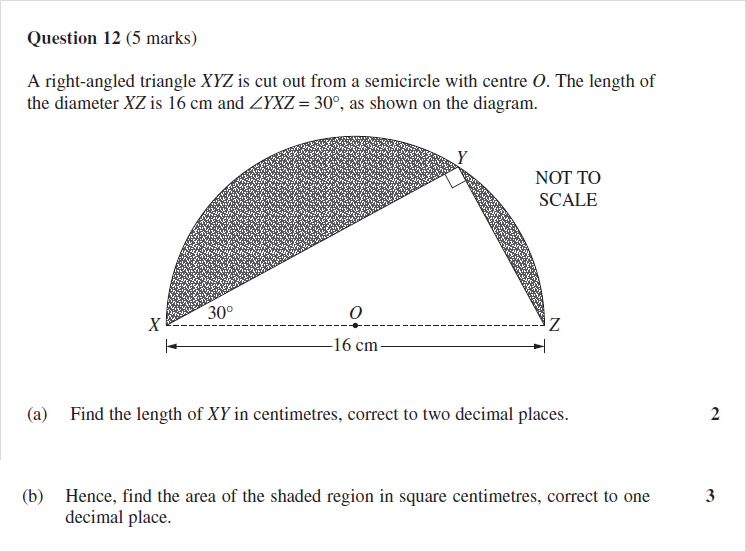 Question 12 (5 marks)
A right-angled triangle XYZ is cut out from a semicircle with centre O. The length of
the diameter XZ is 16 cm and ∠YXZ = 30°, as shown on the diagram.
Y
NOT TO
SCALE
30°
O
X
Z
16 cm
(a) Find the length of XY in centimetres, correct to two decimal places. 2
(b) Hence, find the area of the shaded region in square centimetres, correct to one 3
decimal place.